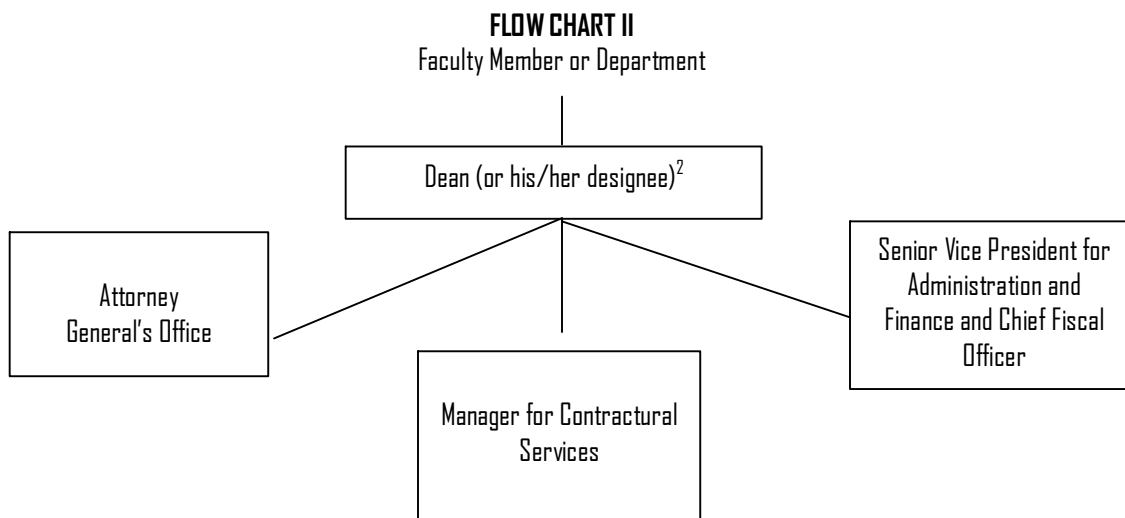 FLOW CHART II
Faculty Member or Department
Dean (or his/her designee)²
Attorney
General's Office
Senior Vice President for
Administration and
Finance and Chief Fiscal
Officer
Manager for Contractural
Services